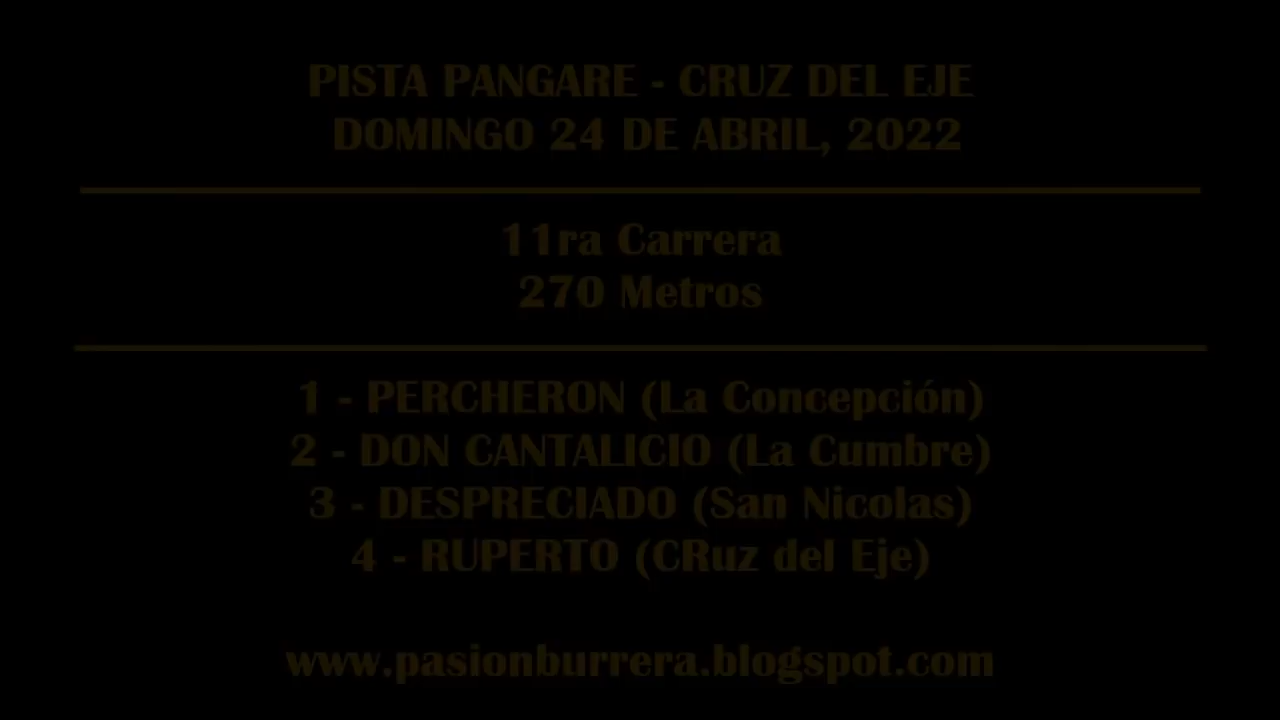 PISTA PANGARE - CRUZ DEL EJE
DOMINGO 24 DE ABRIL, 2022
11ra Carrera
270 Metros
1 - PERCHERON (La Concepción)
2 - DON CANTALICIO (La Cumbre)
3 - DESPRECIADO (San Nicolas)
4 - RUPERTO (CRuz del Eje)
www.pasionburrera.blogspot.com